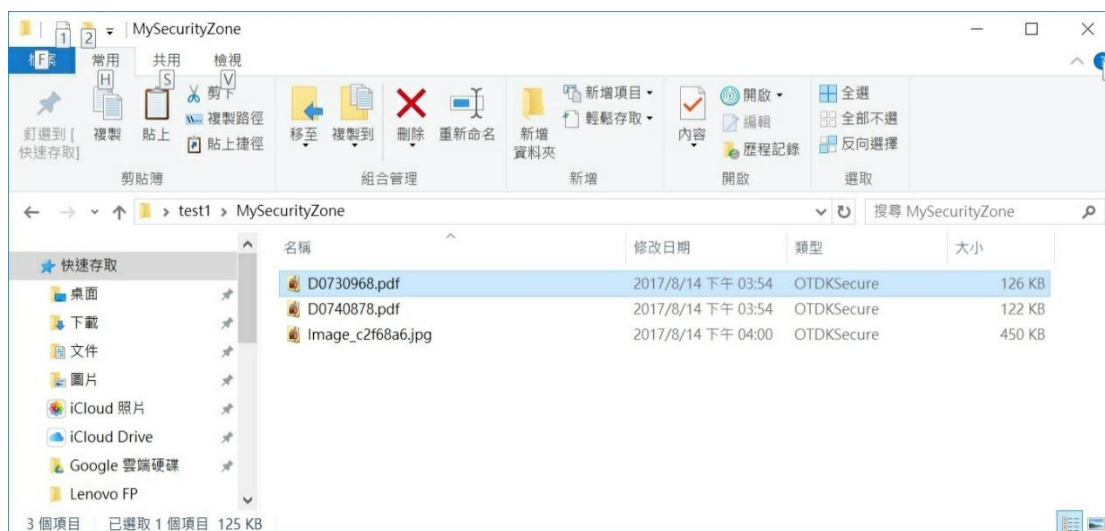 1 2 MySecurityZone
F 常用 共用 檢視
H S V
釘選到 [
快速存取]
複製
貼上
剪下
複製路徑
貼上捷徑
剪貼簿
移至
複製到
刪除
重新命名
組合管理
新增
資料夾
新增項目
輕鬆存取
新增
內容
開啟
編輯
歷程記錄
開啟
全選
全部不選
反向選擇
選取
test1 > MySecurityZone
搜尋 MySecurityZone
名稱 修改日期 類型 大小
D0730968.pdf 2017/8/14 下午 03:54 OTDKSecure 126 KB
D0740878.pdf 2017/8/14 下午 03:54 OTDKSecure 122 KB
Image_c2f68a6.jpg 2017/8/14 下午 04:00 OTDKSecure 450 KB
快速存取
桌面
下載
文件
圖片
iCloud 照片
iCloud Drive
Google 雲端硬碟
Lenovo FP
3 個項目 已選取 1 個項目 125 KB